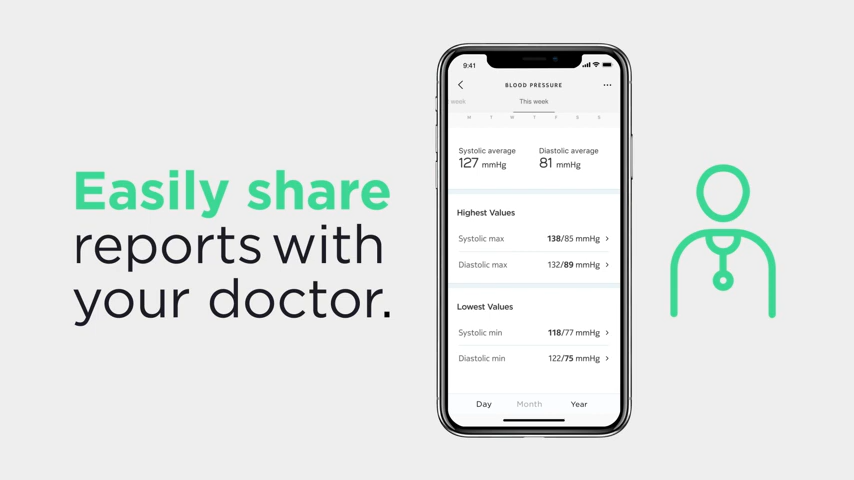 Easily share
reports with
your doctor.
9:41
BLOOD PRESSURE
week
This week
M T W T F S S
Systolic average
Diastolic average
127 mmHg
81 mmHg
Highest Values
Systolic max 138/85 mmHg
Diastolic max 132/89 mmHg
Lowest Values
Systolic min 118/77 mmHg
Diastolic min 122/75 mmHg
Day Month Year